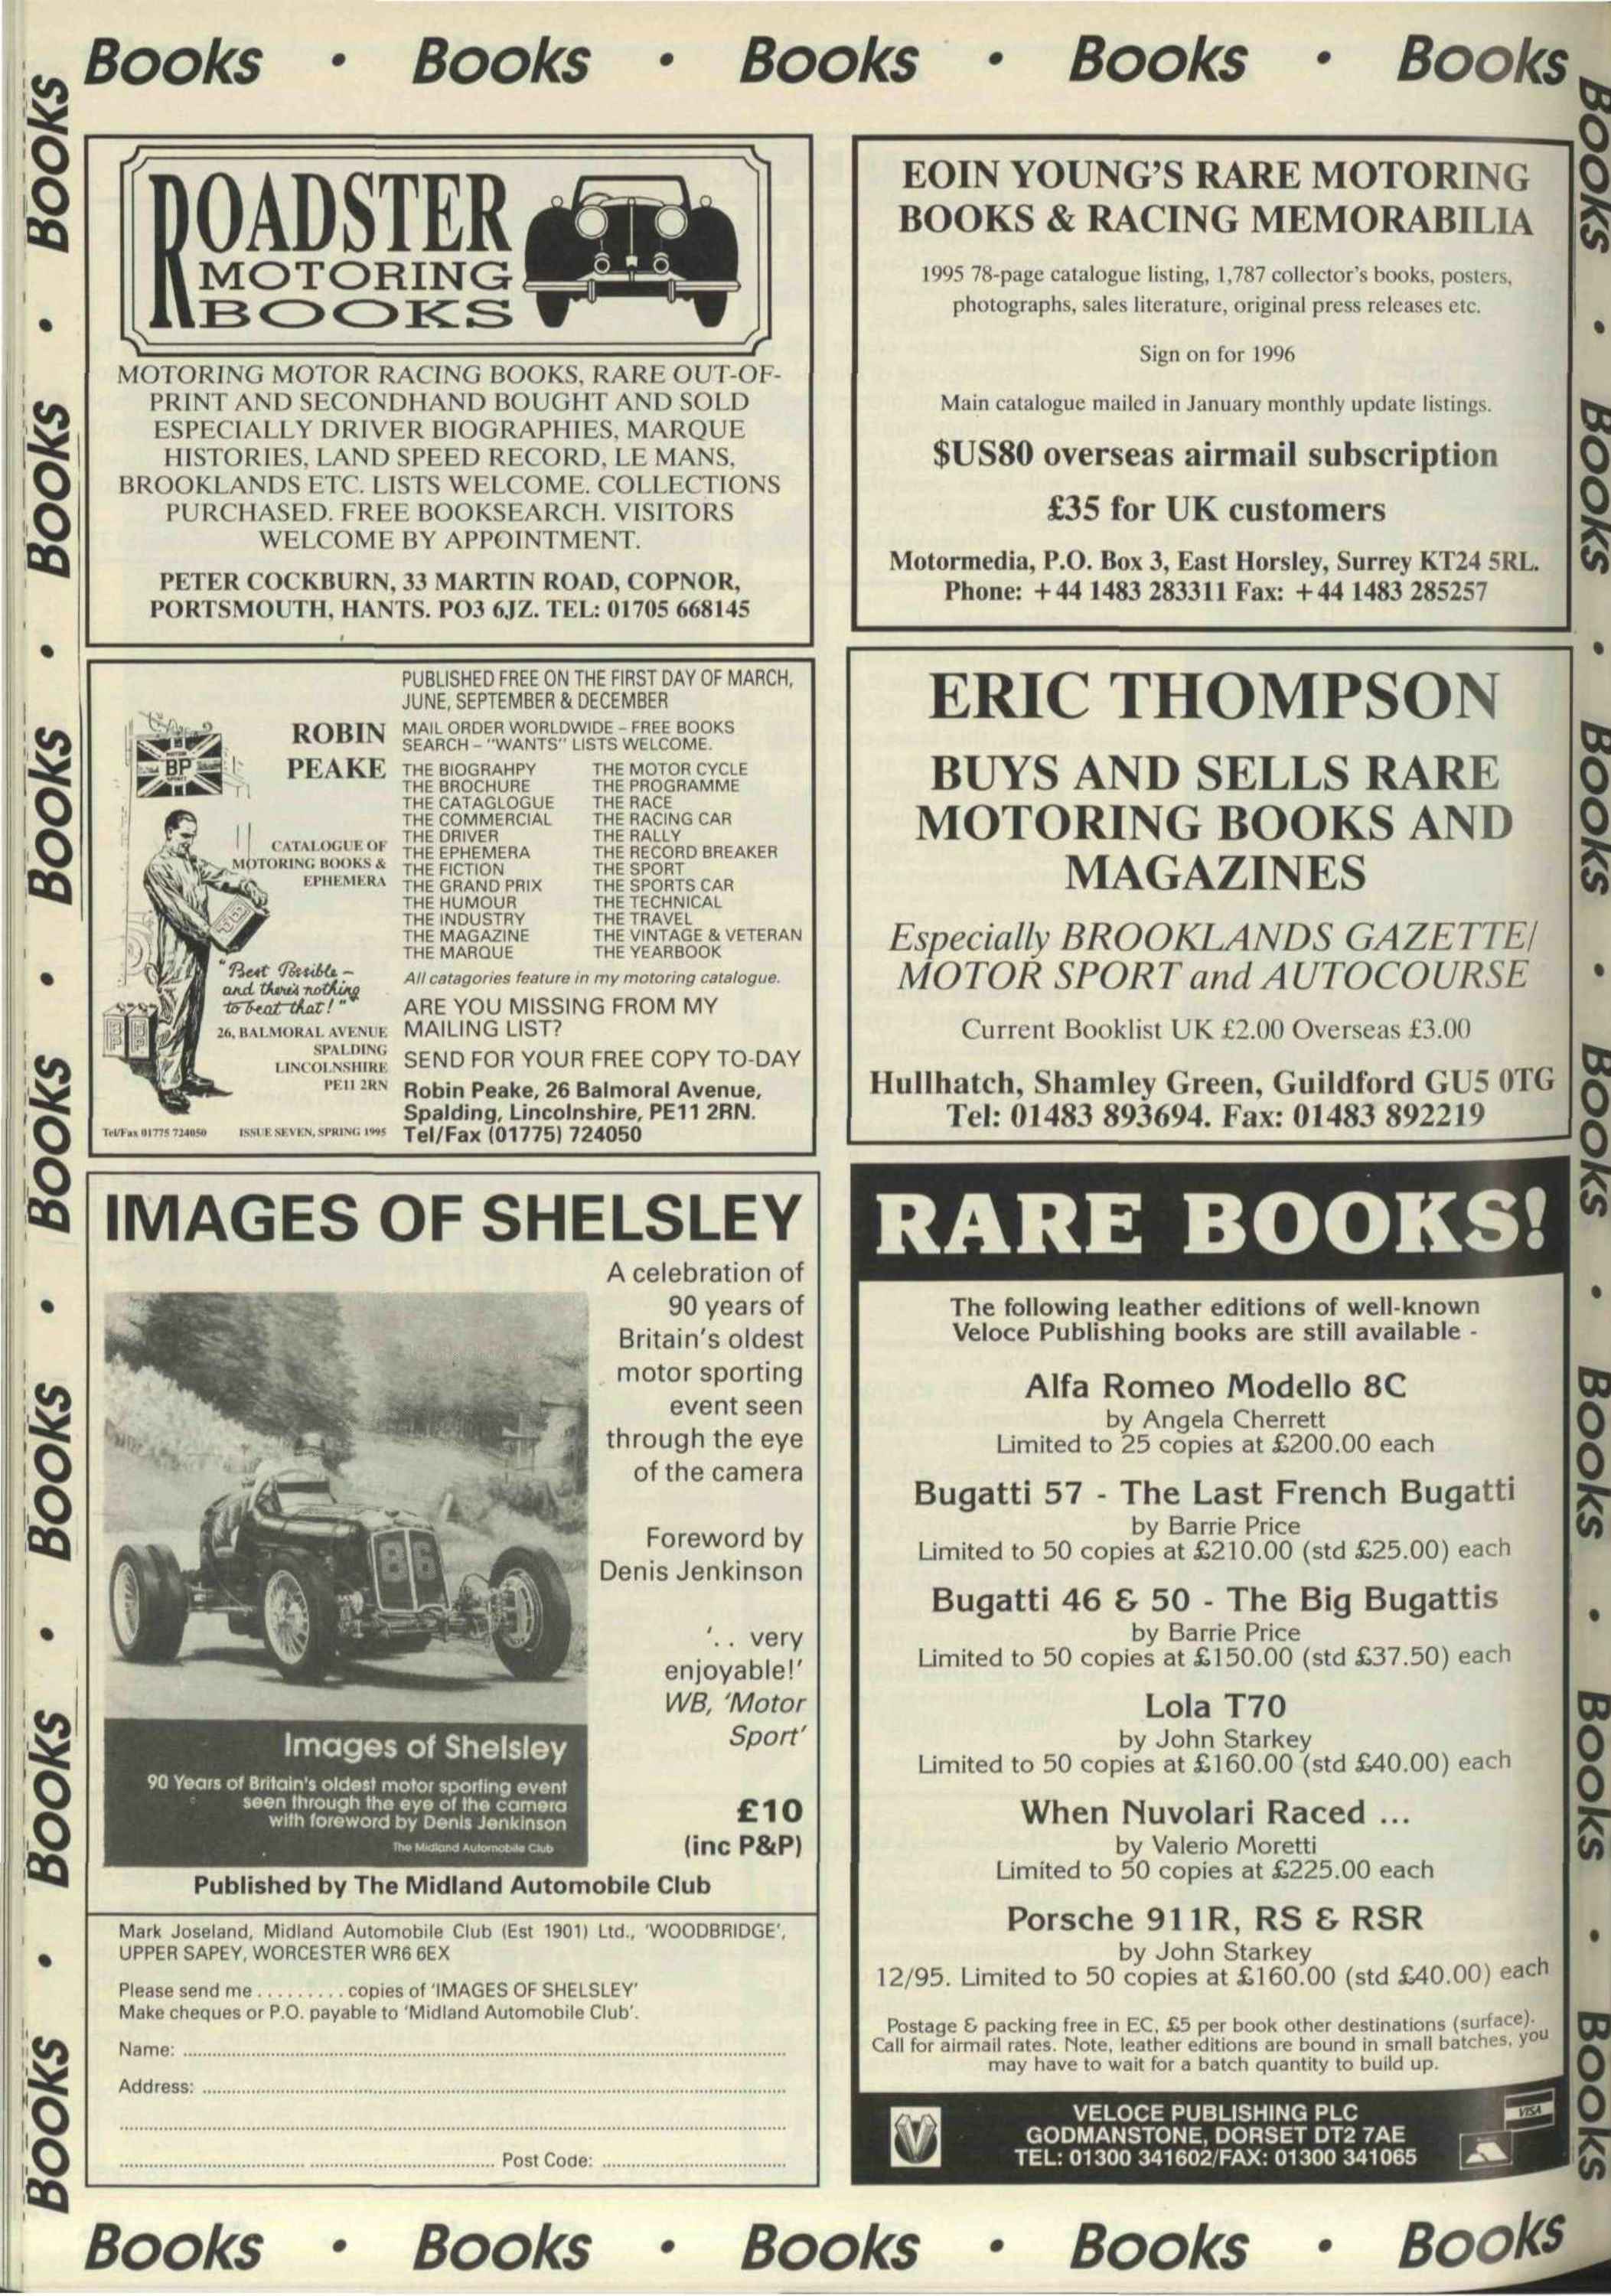 Books • Books • Books • Books • Books
Books • Books • Books • Books • Books • Books • Books
ROADSTER
MOTORING
BOOKS
MOTORING MOTOR RACING BOOKS, RARE OUT-OF-
PRINT AND SECONDHAND BOUGHT AND SOLD
ESPECIALLY DRIVER BIOGRAPHIES, MARQUE
HISTORIES, LAND SPEED RECORD, LE MANS,
BROOKLANDS ETC. LISTS WELCOME. COLLECTIONS
PURCHASED. FREE BOOKSEARCH. VISITORS
WELCOME BY APPOINTMENT.
PETER COCKBURN, 33 MARTIN ROAD, COPNOR,
PORTSMOUTH, HANTS. PO3 6JZ. TEL: 01705 668145
ROBIN
PEAKE
BP
CATALOGUE OF
MOTORING BOOKS &
EPHEMERA
"Best Possible –
and there's nothing
to beat that!"
26, BALMORAL AVENUE
SPALDING
LINCOLNSHIRE
PE11 2RN
Tel/Fax 01775 724050 ISSUE SEVEN, SPRING 1995
PUBLISHED FREE ON THE FIRST DAY OF MARCH,
JUNE, SEPTEMBER & DECEMBER
MAIL ORDER WORLDWIDE – FREE BOOKS
SEARCH – "WANTS" LISTS WELCOME.
THE BIOGRAHPY THE MOTOR CYCLE
THE BROCHURE THE PROGRAMME
THE CATAGLOGUE THE RACE
THE COMMERCIAL THE RACING CAR
THE DRIVER THE RALLY
THE EPHEMERA THE RECORD BREAKER
THE FICTION THE SPORT
THE GRAND PRIX THE SPORTS CAR
THE HUMOUR THE TECHNICAL
THE INDUSTRY THE TRAVEL
THE MAGAZINE THE VINTAGE & VETERAN
THE MARQUE THE YEARBOOK
All catagories feature in my motoring catalogue.
ARE YOU MISSING FROM MY
MAILING LIST?
SEND FOR YOUR FREE COPY TO-DAY
Robin Peake, 26 Balmoral Avenue,
Spalding, Lincolnshire, PE11 2RN.
Tel/Fax (01775) 724050
IMAGES OF SHELSLEY
A celebration of
90 years of
Britain's oldest
motor sporting
event seen
through the eye
of the camera
Foreword by
Denis Jenkinson
'. . very
enjoyable!'
WB, 'Motor
Sport'
£10
(inc P&P)
86
Images of Shelsley
90 Years of Britain's oldest motor sporting event
seen through the eye of the camera
with foreword by Denis Jenkinson
The Midland Automobile Club
Published by The Midland Automobile Club
Mark Joseland, Midland Automobile Club (Est 1901) Ltd., 'WOODBRIDGE',
UPPER SAPEY, WORCESTER WR6 6EX
Please send me . . . . . . . . . copies of 'IMAGES OF SHELSLEY'
Make cheques or P.O. payable to 'Midland Automobile Club'.
Name:
Address:
Post Code:
EOIN YOUNG'S RARE MOTORING
BOOKS & RACING MEMORABILIA
1995 78-page catalogue listing, 1,787 collector's books, posters,
photographs, sales literature, original press releases etc.
Sign on for 1996
Main catalogue mailed in January monthly update listings.
$US80 overseas airmail subscription
£35 for UK customers
Motormedia, P.O. Box 3, East Horsley, Surrey KT24 5RL.
Phone: +44 1483 283311 Fax: +44 1483 285257
ERIC THOMPSON
BUYS AND SELLS RARE
MOTORING BOOKS AND
MAGAZINES
Especially BROOKLANDS GAZETTE/
MOTOR SPORT and AUTOCOURSE
Current Booklist UK £2.00 Overseas £3.00
Hullhatch, Shamley Green, Guildford GU5 0TG
Tel: 01483 893694. Fax: 01483 892219
RARE BOOKS!
The following leather editions of well-known
Veloce Publishing books are still available -
Alfa Romeo Modello 8C
by Angela Cherrett
Limited to 25 copies at £200.00 each
Bugatti 57 - The Last French Bugatti
by Barrie Price
Limited to 50 copies at £210.00 (std £25.00) each
Bugatti 46 & 50 - The Big Bugattis
by Barrie Price
Limited to 50 copies at £150.00 (std £37.50) each
Lola T70
by John Starkey
Limited to 50 copies at £160.00 (std £40.00) each
When Nuvolari Raced ...
by Valerio Moretti
Limited to 50 copies at £225.00 each
Porsche 911R, RS & RSR
by John Starkey
12/95. Limited to 50 copies at £160.00 (std £40.00) each
Postage & packing free in EC, £5 per book other destinations (surface).
Call for airmail rates. Note, leather editions are bound in small batches, you
may have to wait for a batch quantity to build up.
VELOCE PUBLISHING PLC
GODMANSTONE, DORSET DT2 7AE
TEL: 01300 341602/FAX: 01300 341065
VISA
Books • Books • Books • Books • Books • Books • Books
Books • Books • Books • Books • Books